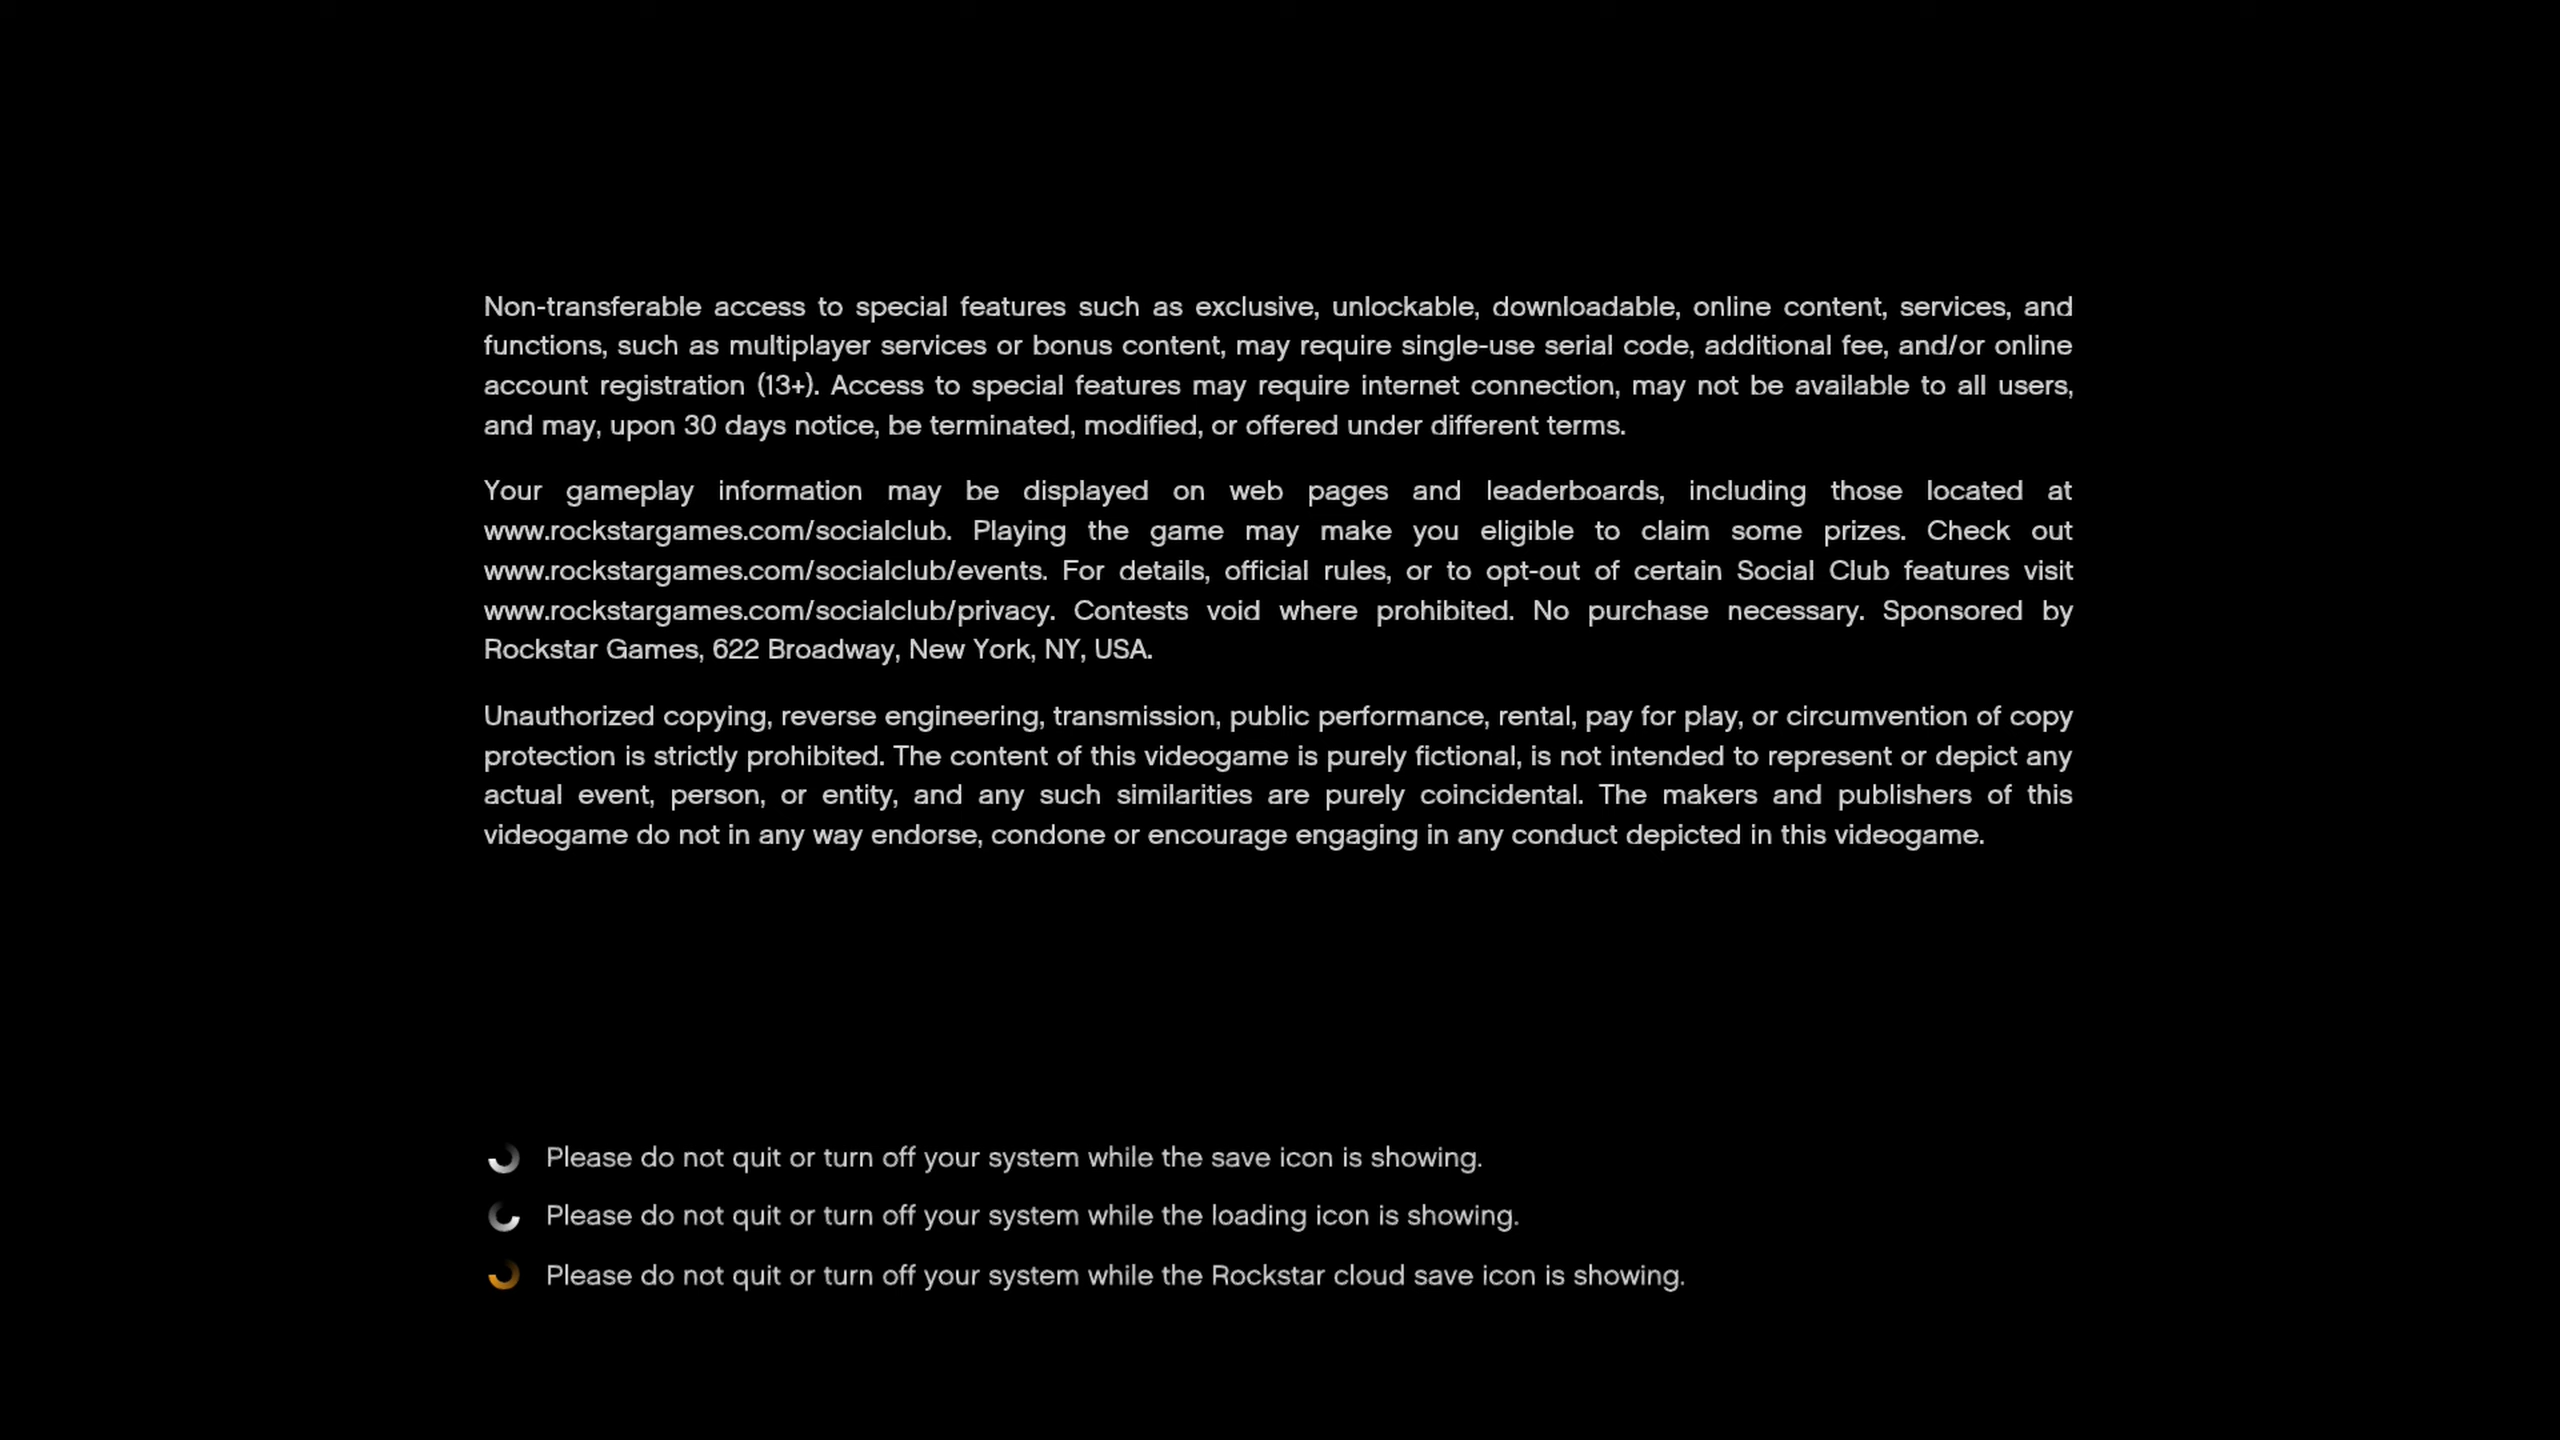 Non-transferable access to special features such as exclusive, unlockable, downloadable, online content, services, and
functions, such as multiplayer services or bonus content, may require single-use serial code, additional fee, and/or online
account registration (13+). Access to special features may require internet connection, may not be available to all users,
and may, upon 30 days notice, be terminated, modified, or offered under different terms.
Your gameplay information may be displayed on web pages and leaderboards, including those located at
www.rockstargames.com/socialclub. Playing the game may make you eligible to claim some prizes. Check out
www.rockstargames.com/socialclub/events. For details, official rules, or to opt-out of certain Social Club features visit
www.rockstargames.com/socialclub/privacy. Contests void where prohibited. No purchase necessary. Sponsored by
Rockstar Games, 622 Broadway, New York, NY, USA.
Unauthorized copying, reverse engineering, transmission, public performance, rental, pay for play, or circumvention of copy
protection is strictly prohibited. The content of this videogame is purely fictional, is not intended to represent or depict any
actual event, person, or entity, and any such similarities are purely coincidental. The makers and publishers of this
videogame do not in any way endorse, condone or encourage engaging in any conduct depicted in this videogame.
Please do not quit or turn off your system while the save icon is showing.
Please do not quit or turn off your system while the loading icon is showing.
Please do not quit or turn off your system while the Rockstar cloud save icon is showing.